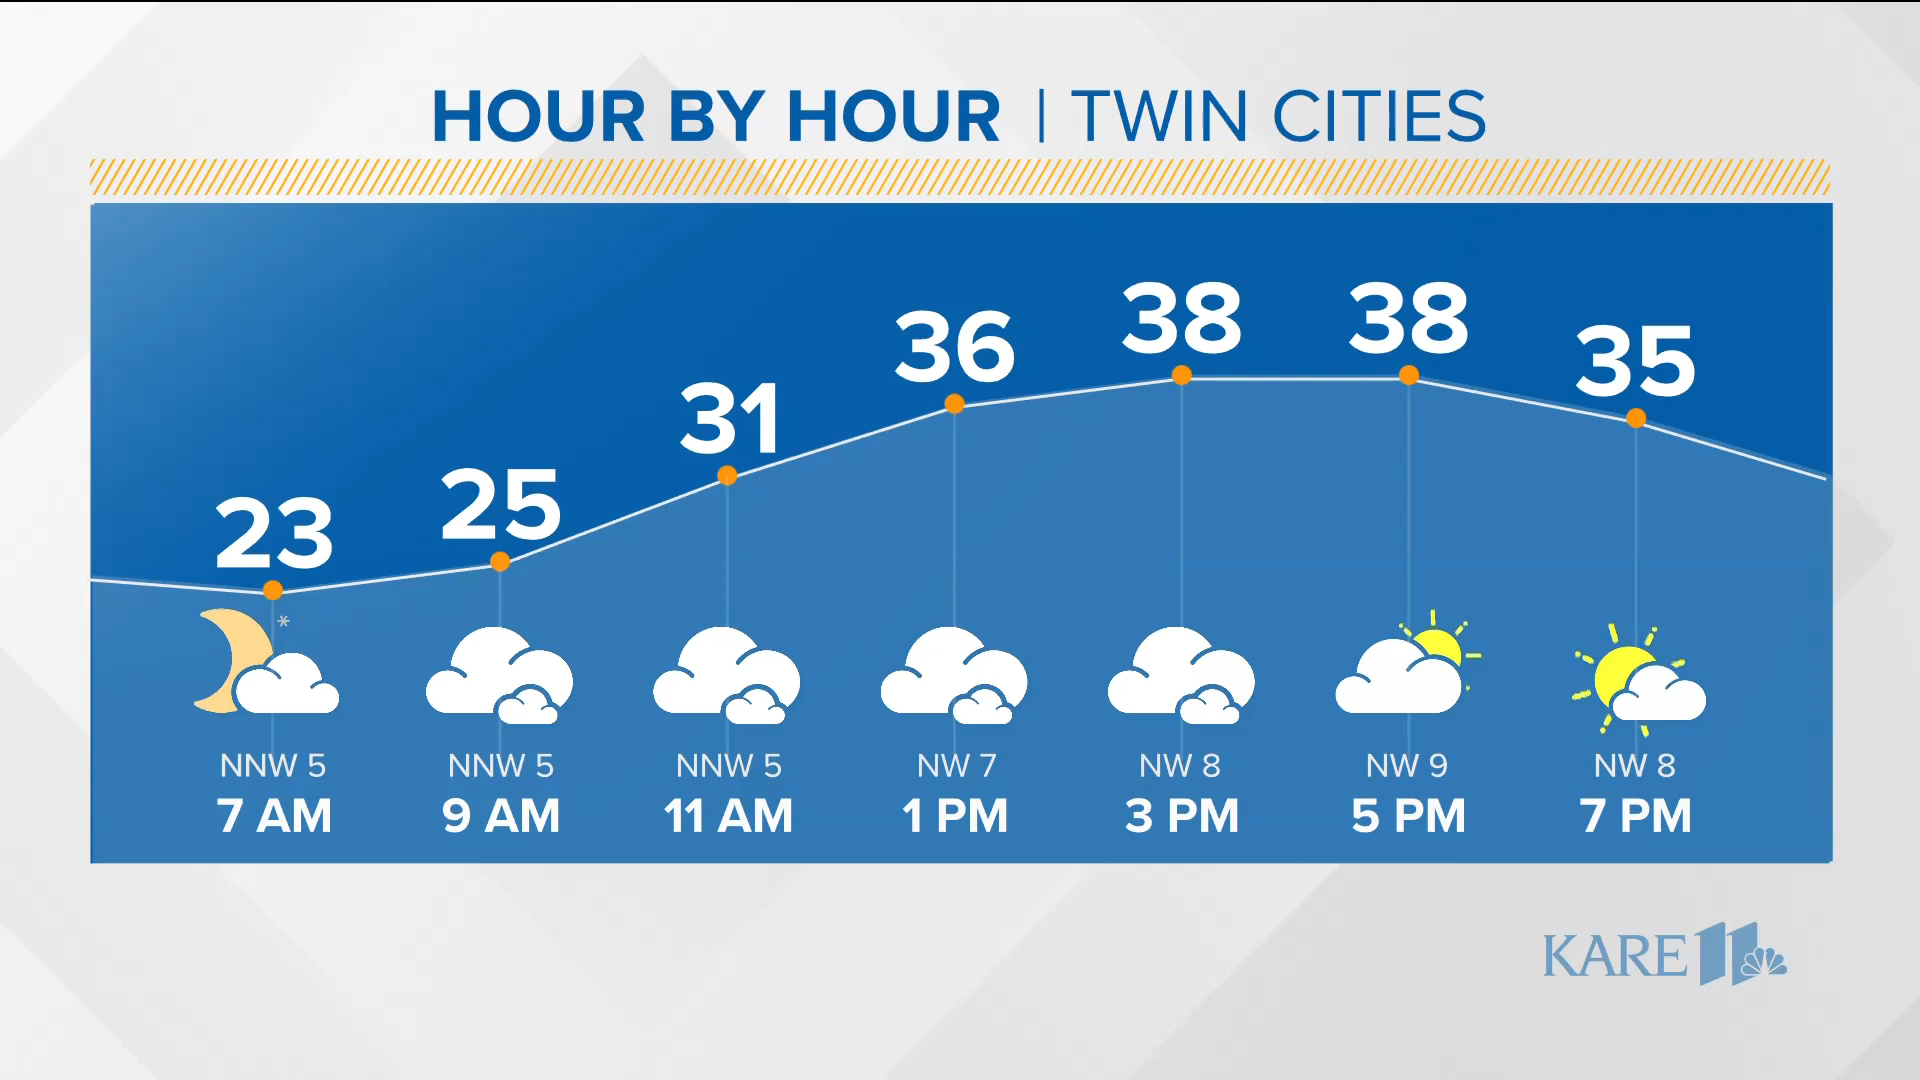 HOUR BY HOUR | TWIN CITIES
23 25 31 36 38 38 35
NNW 5 NNW 5 NNW 5 NW 7 NW 8 NW 9 NW 8
7 AM 9 AM 11 AM 1 PM 3 PM 5 PM 7 PM
KARE 11